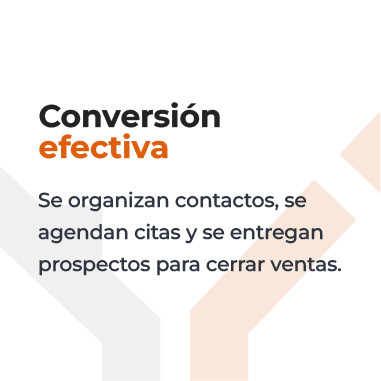 Conversión
efectiva
Se organizan contactos, se
agendan citas y se entregan
prospectos para cerrar ventas.